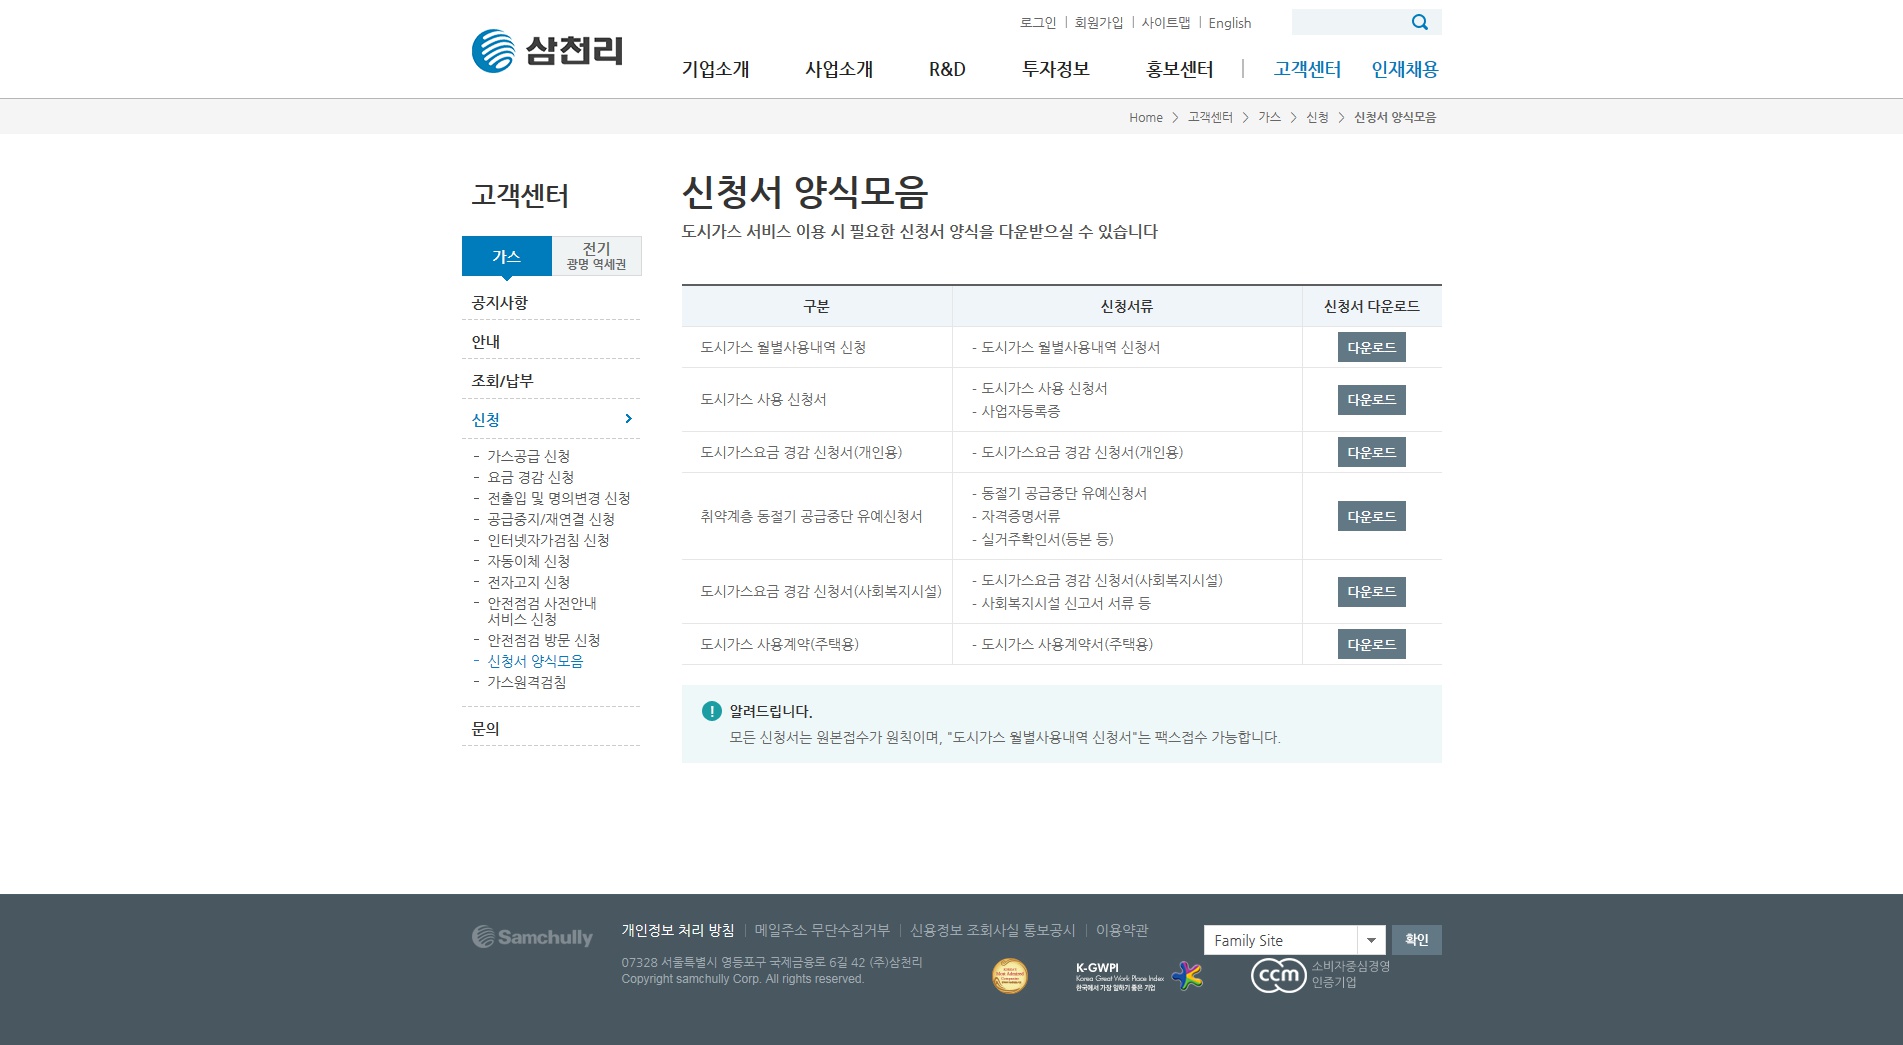 로그인 회원가입 사이트맵 English
삼천리
기업소개 사업소개 R&D 투자정보 홍보센터 고객센터 인재채용
Home > 고객센터 > 가스 > 신청 > 신청서 양식모음
고객센터
가스
전기
광명 역세권
공지사항
안내
조회/납부
신청
- 가스공급 신청
- 요금 경감 신청
- 전출입 및 명의변경 신청
- 공급중지/재연결 신청
- 인터넷자가검침 신청
- 자동이체 신청
- 전자고지 신청
- 안전점검 사전안내
서비스 신청
- 안전점검 방문 신청
- 신청서 양식모음
- 가스원격검침
문의
신청서 양식모음
도시가스 서비스 이용 시 필요한 신청서 양식을 다운받으실 수 있습니다
구분 신청서류 신청서 다운로드
도시가스 월별사용내역 신청 - 도시가스 월별사용내역 신청서 다운로드
도시가스 사용 신청서
- 도시가스 사용 신청서
- 사업자등록증
다운로드
도시가스요금 경감 신청서(개인용) - 도시가스요금 경감 신청서(개인용) 다운로드
취약계층 동절기 공급중단 유예신청서
- 동절기 공급중단 유예신청서
- 자격증명서류
- 실거주확인서(등본 등)
다운로드
도시가스요금 경감 신청서(사회복지시설)
- 도시가스요금 경감 신청서(사회복지시설)
- 사회복지시설 신고서 서류 등
다운로드
도시가스 사용계약(주택용) - 도시가스 사용계약서(주택용) 다운로드
! 알려드립니다.
모든 신청서는 원본접수가 원칙이며, "도시가스 월별사용내역 신청서"는 팩스접수 가능합니다.
Samchully
개인정보 처리 방침 메일주소 무단수집거부 신용정보 조회사실 통보공시 이용약관
07328 서울특별시 영등포구 국제금융로 6길 42 (주)삼천리
Copyright samchully Corp. All rights reserved.
Family Site 확인
K-GWPI
Korea Great Work Place Index
한국에서 가장 일하기 좋은 기업
ccm
소비자중심경영
인증기업